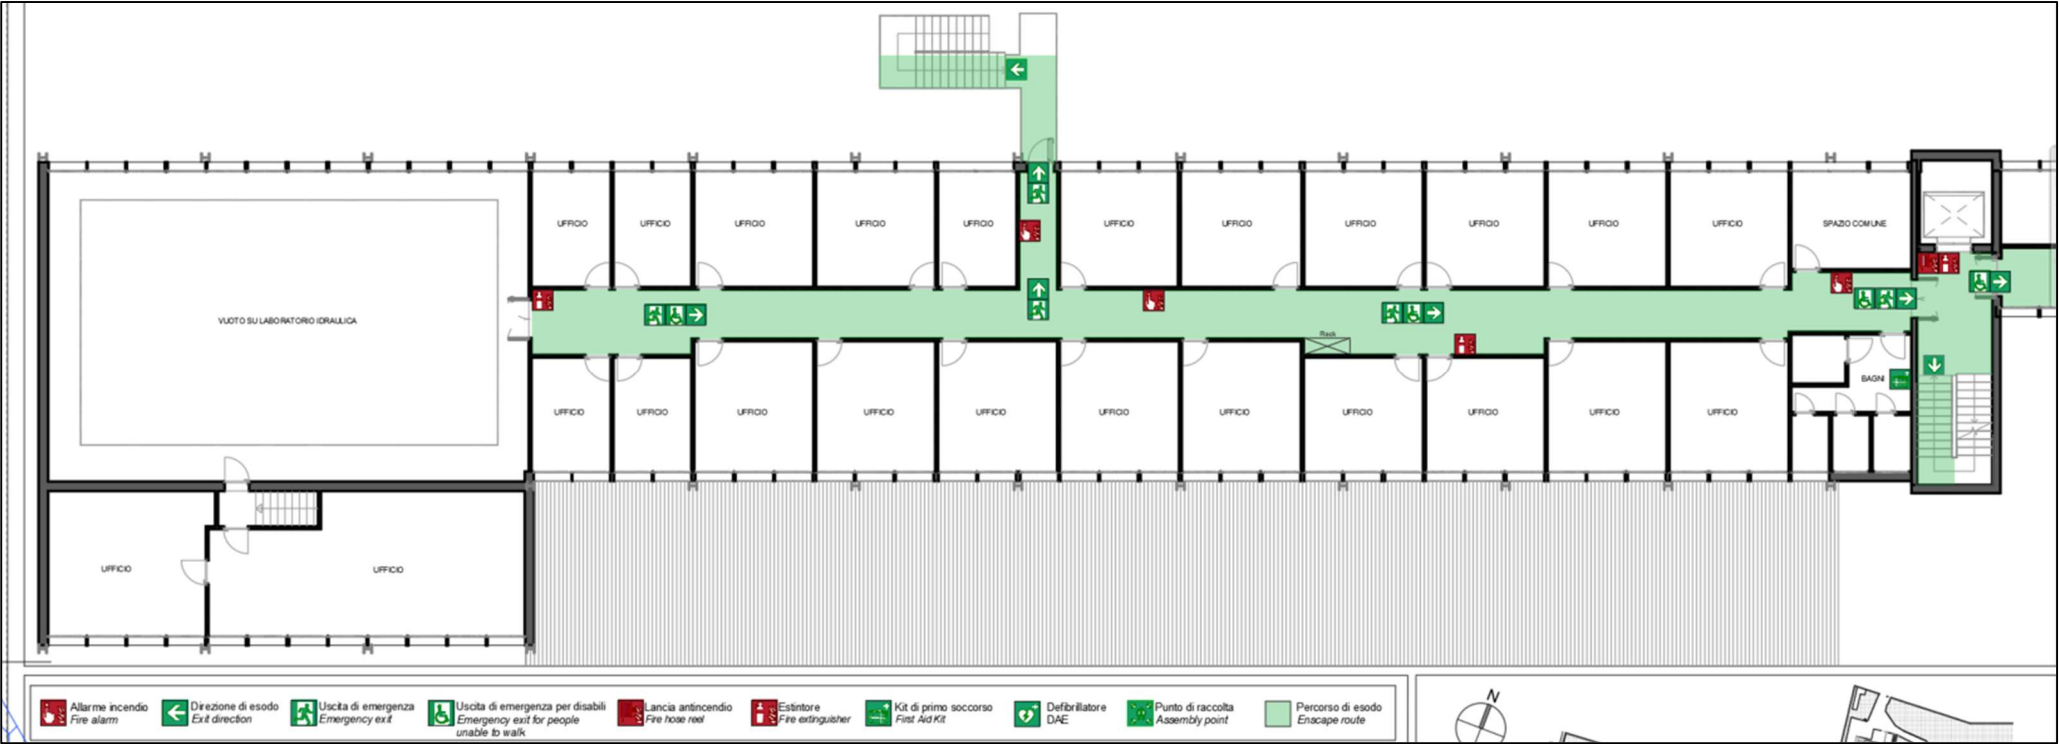 UFFICIO
UFFICIO
UFFICIO
UFFICIO
UFFICIO
UFFICIO
UFFICIO
UFFICIO
UFFICIO
UFFICIO
UFFICIO
SPAZIO COMUNE
VUOTO SU LABORATORIO IDRAULICA
Rack
BAGNI
UFFICIO
UFFICIO
UFFICIO
UFFICIO
UFFICIO
UFFICIO
UFFICIO
UFFICIO
UFFICIO
UFFICIO
UFFICIO
UFFICIO
UFFICIO
Allarme incendio
Fire alarm
Direzione di esodo
Exit direction
Uscita di emergenza
Emergency exit
Uscita di emergenza per disabili
Emergency exit for people
unable to walk
Lancia antincendio
Fire hose reel
Estintore
Fire extinguisher
Kit di primo soccorso
First Aid Kit
Defibrillatore
DAE
Punto di raccolta
Assembly point
Percorso di esodo
Enscape route
N